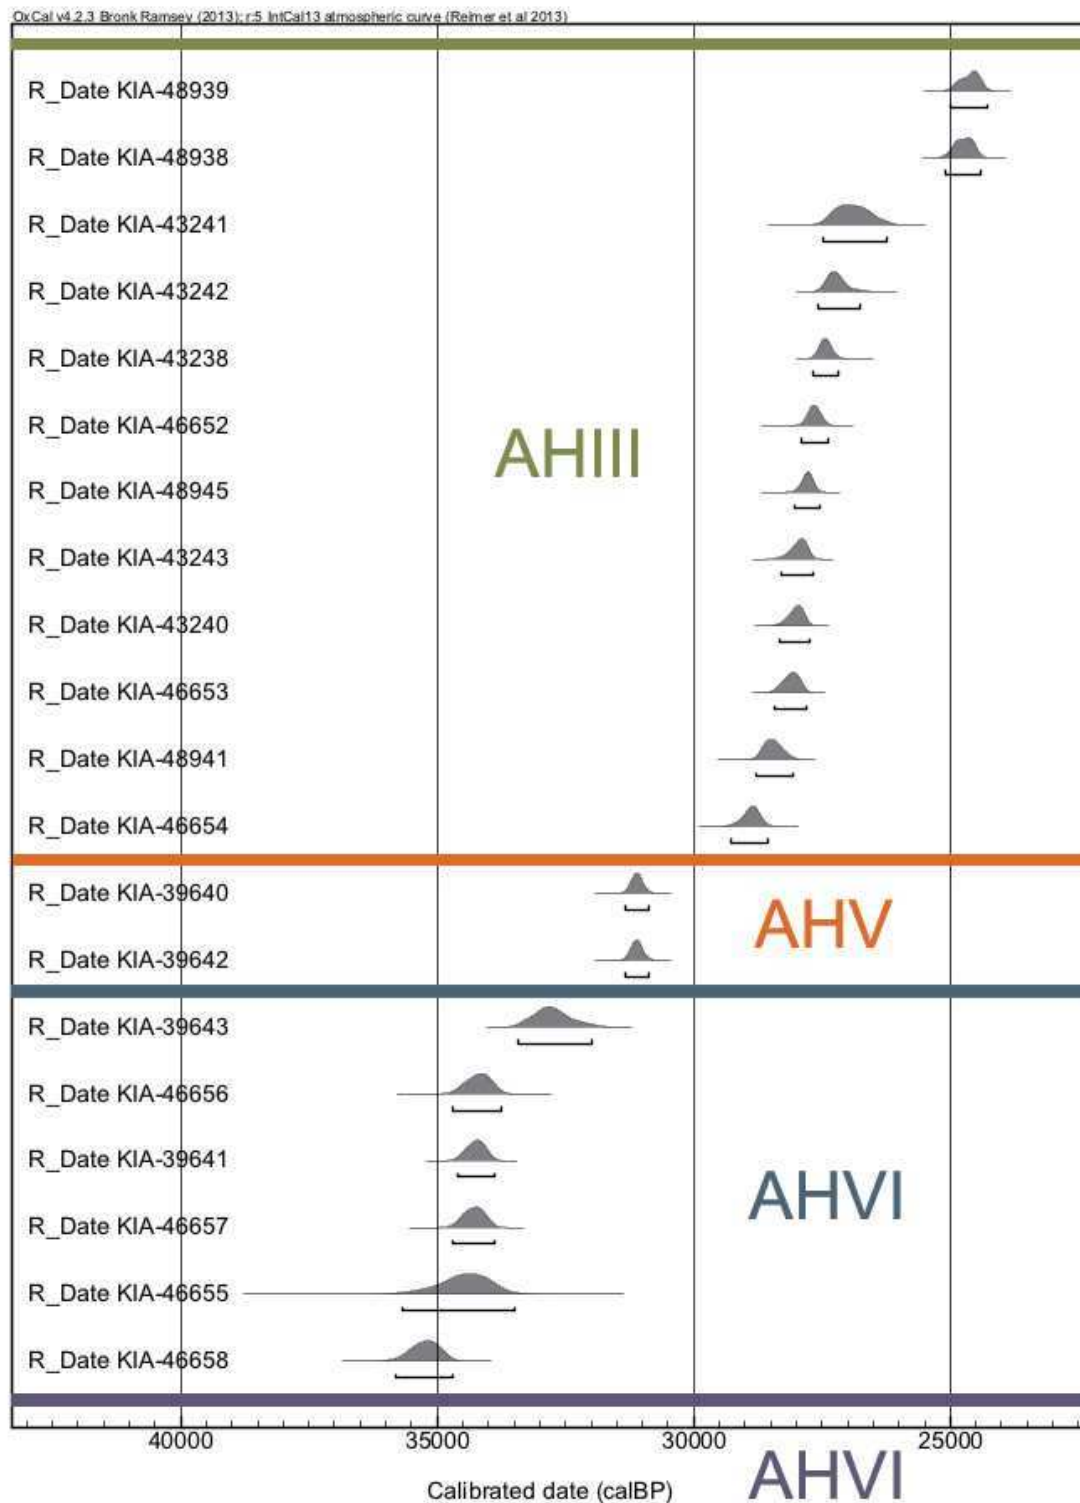 OxCal v4.2.3 Bronk Ramsey (2013); r:5 IntCal13 atmospheric curve (Reimer et al 2013)
R_Date KIA-48939
R_Date KIA-48938
R_Date KIA-43241
R_Date KIA-43242
R_Date KIA-43238
R_Date KIA-46652
AHIII
R_Date KIA-48945
R_Date KIA-43243
R_Date KIA-43240
R_Date KIA-46653
R_Date KIA-48941
R_Date KIA-46654
R_Date KIA-39640
AHV
R_Date KIA-39642
R_Date KIA-39643
R_Date KIA-46656
R_Date KIA-39641
AHVI
R_Date KIA-46657
R_Date KIA-46655
R_Date KIA-46658
40000 35000 30000 25000
Calibrated date (calBP)
AHVI